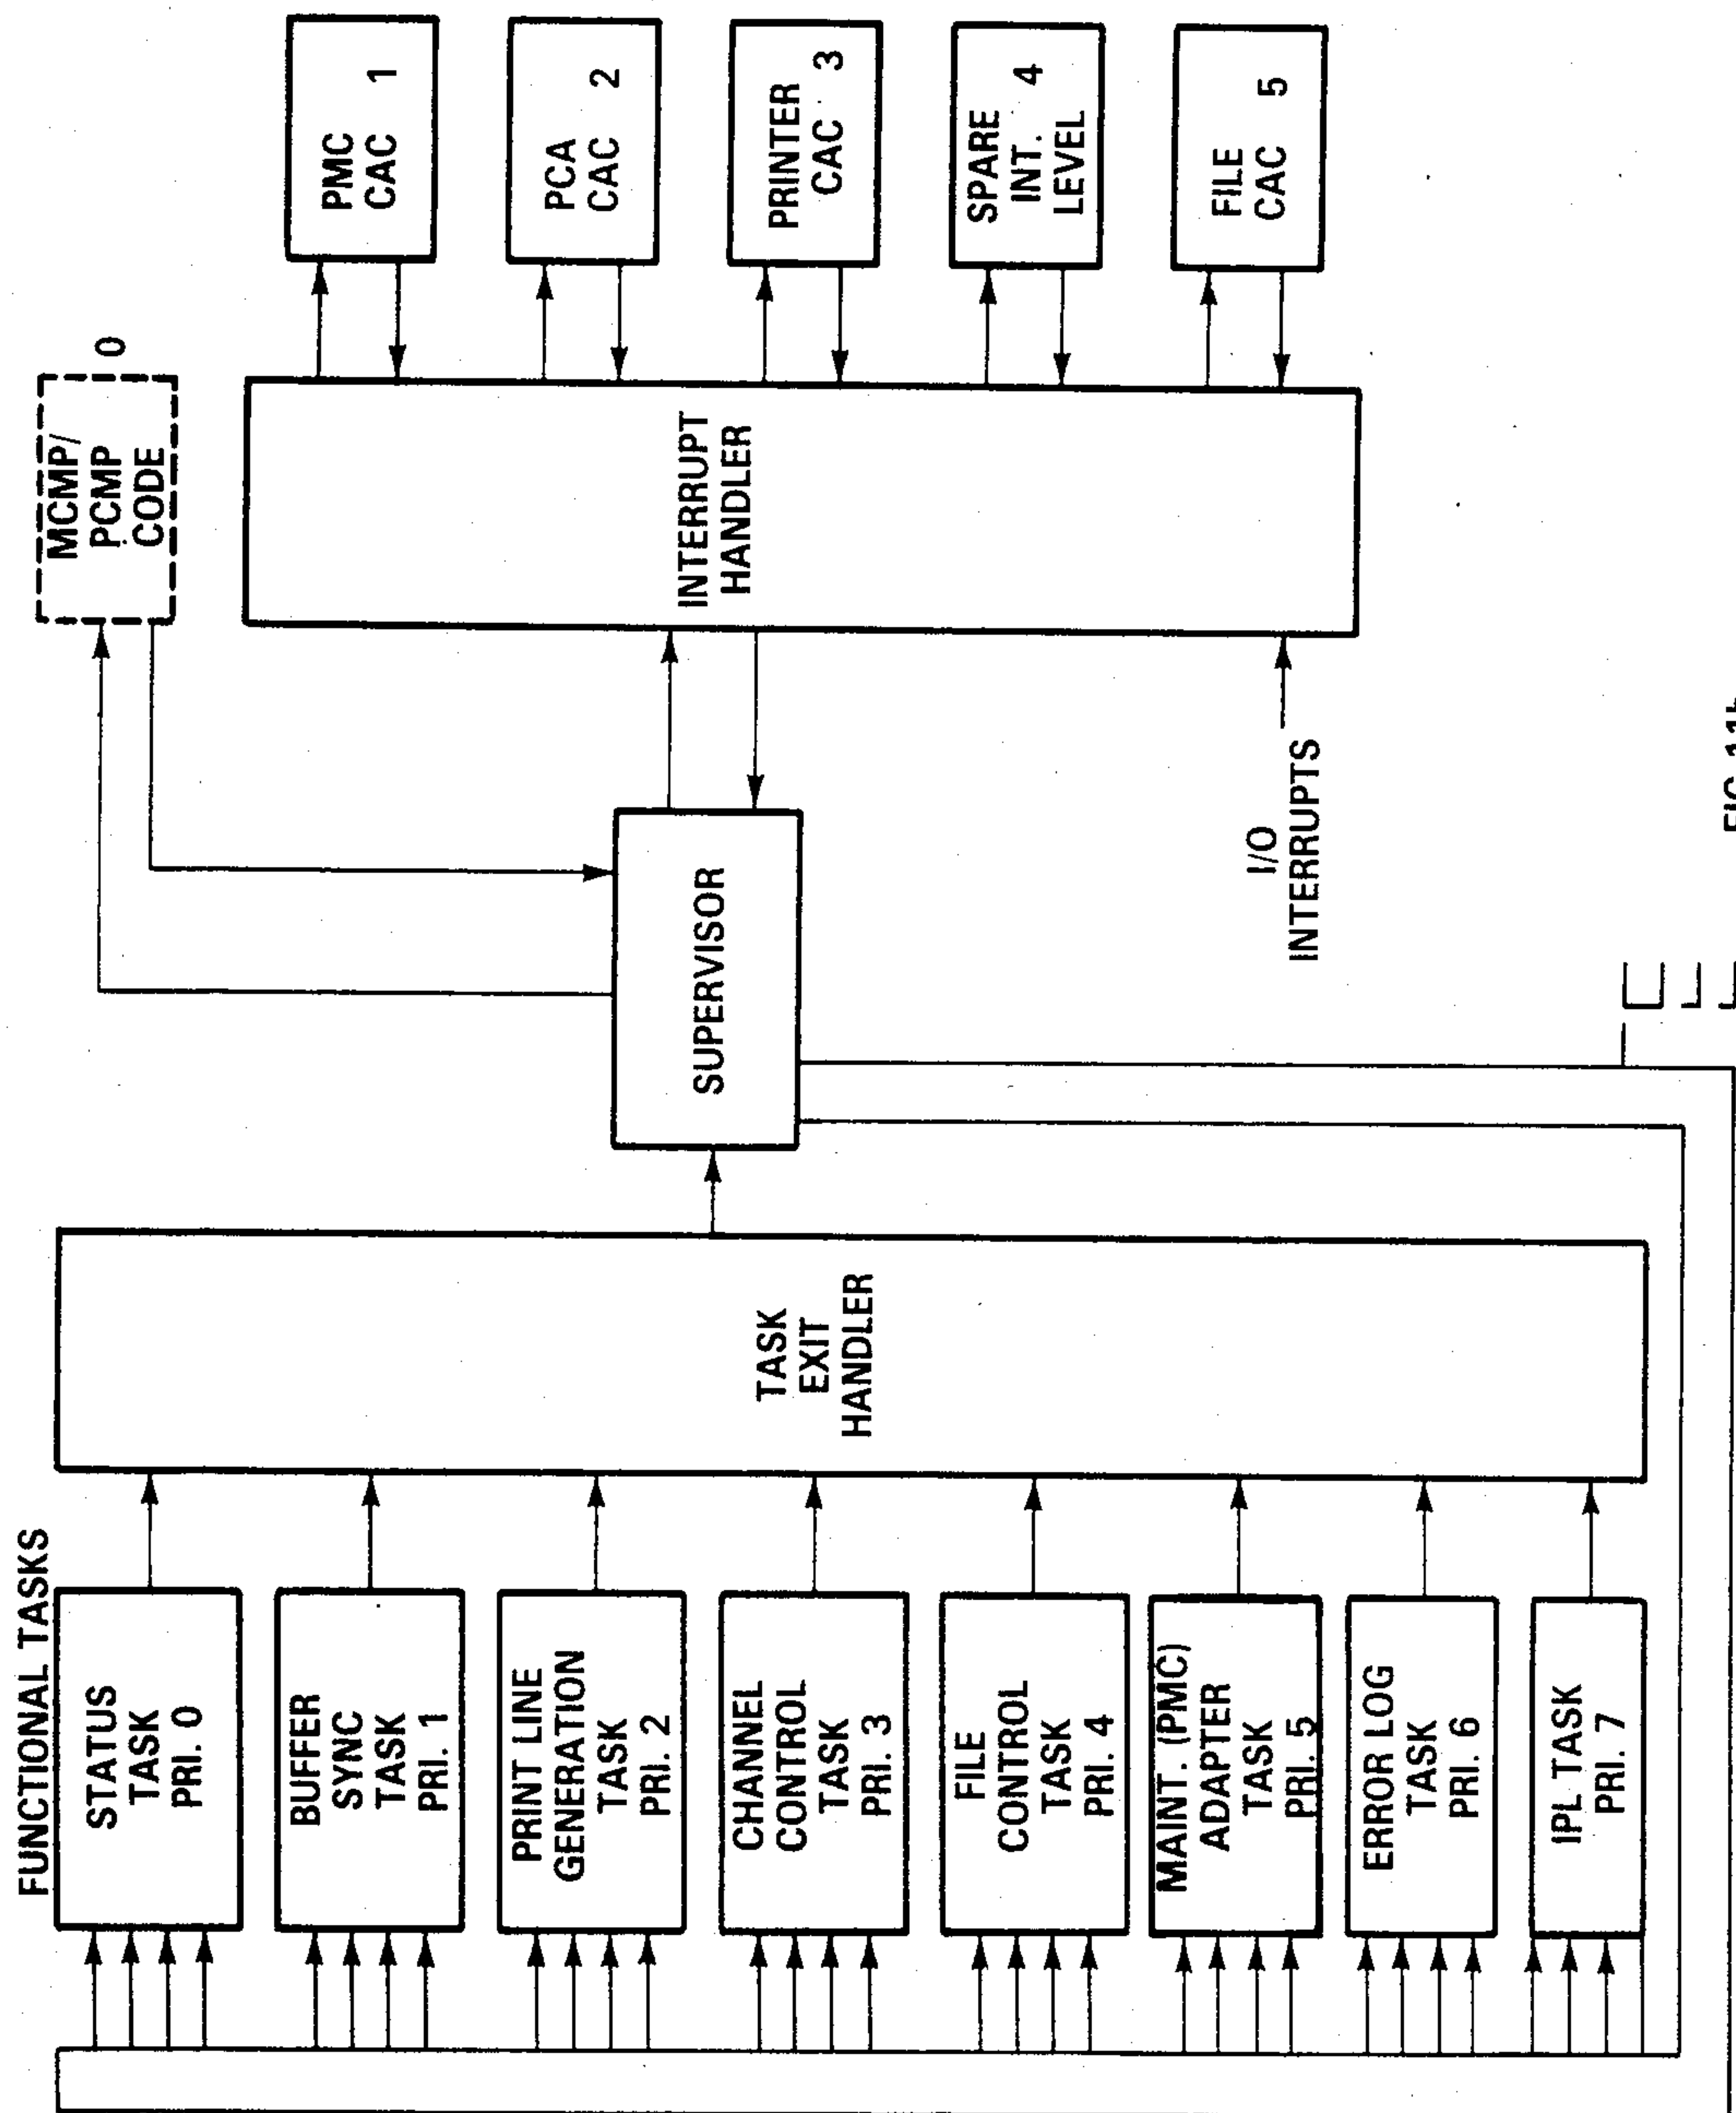 FUNCTIONAL TASKS
STATUS
TASK
PRI. 0
BUFFER
SYNC
TASK
PRI. 1
PRINT LINE
GENERATION
TASK
PRI. 2
CHANNEL
CONTROL
TASK
PRI. 3
FILE
CONTROL
TASK
PRI. 4
MAINT. (PMC)
ADAPTER
TASK
PRI. 5
ERROR LOG
TASK
PRI. 6
IPL TASK
PRI. 7
TASK
EXIT
HANDLER
SUPERVISOR
MCMP/
PCMP 0
CODE
INTERRUPT
HANDLER
I/O
INTERRUPTS
PMC
CAC 1
PCA
CAC 2
PRINTER
CAC 3
SPARE
INT. 4
LEVEL
FILE
CAC 5